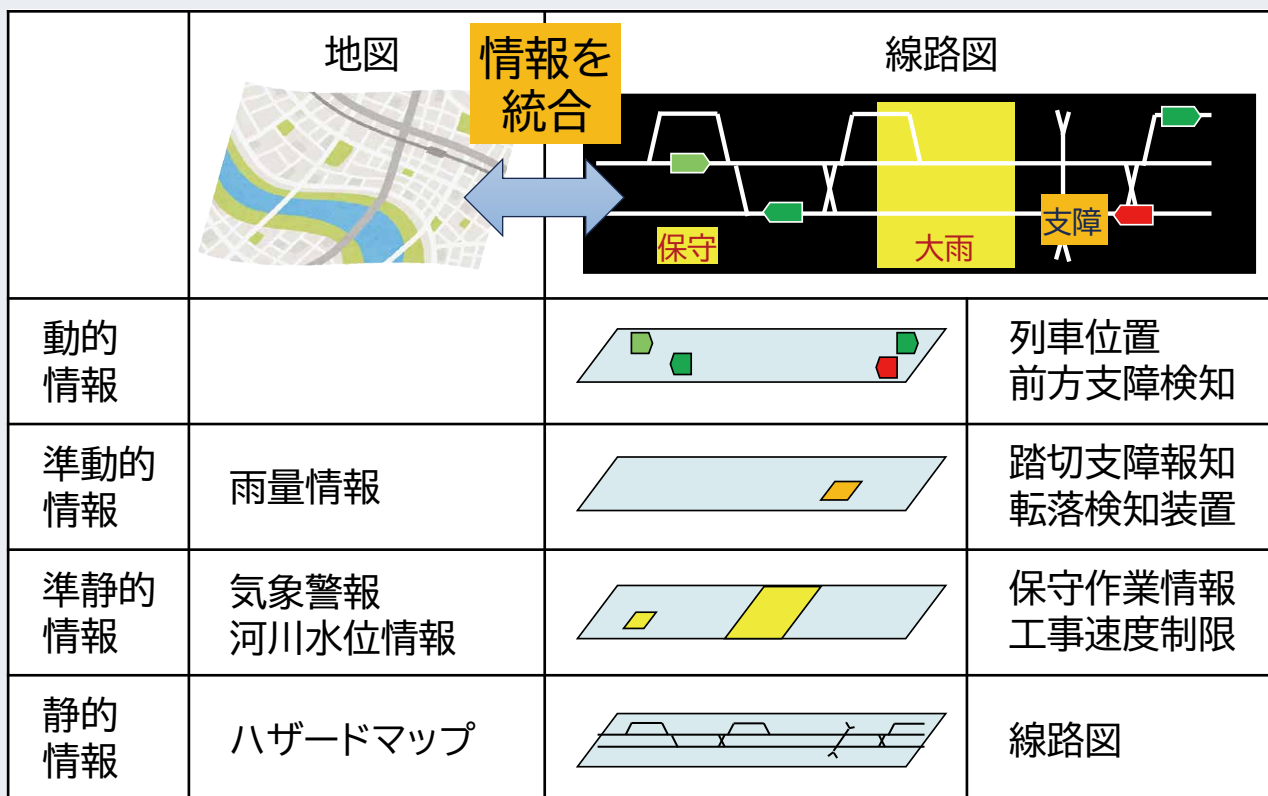 地図
情報を
統合
線路図
保守
大雨
支障
動的
情報
列車位置
前方支障検知
準動的
情報
雨量情報
踏切支障報知
転落検知装置
準静的
情報
気象警報
河川水位情報
保守作業情報
工事速度制限
静的
情報
ハザードマップ
線路図